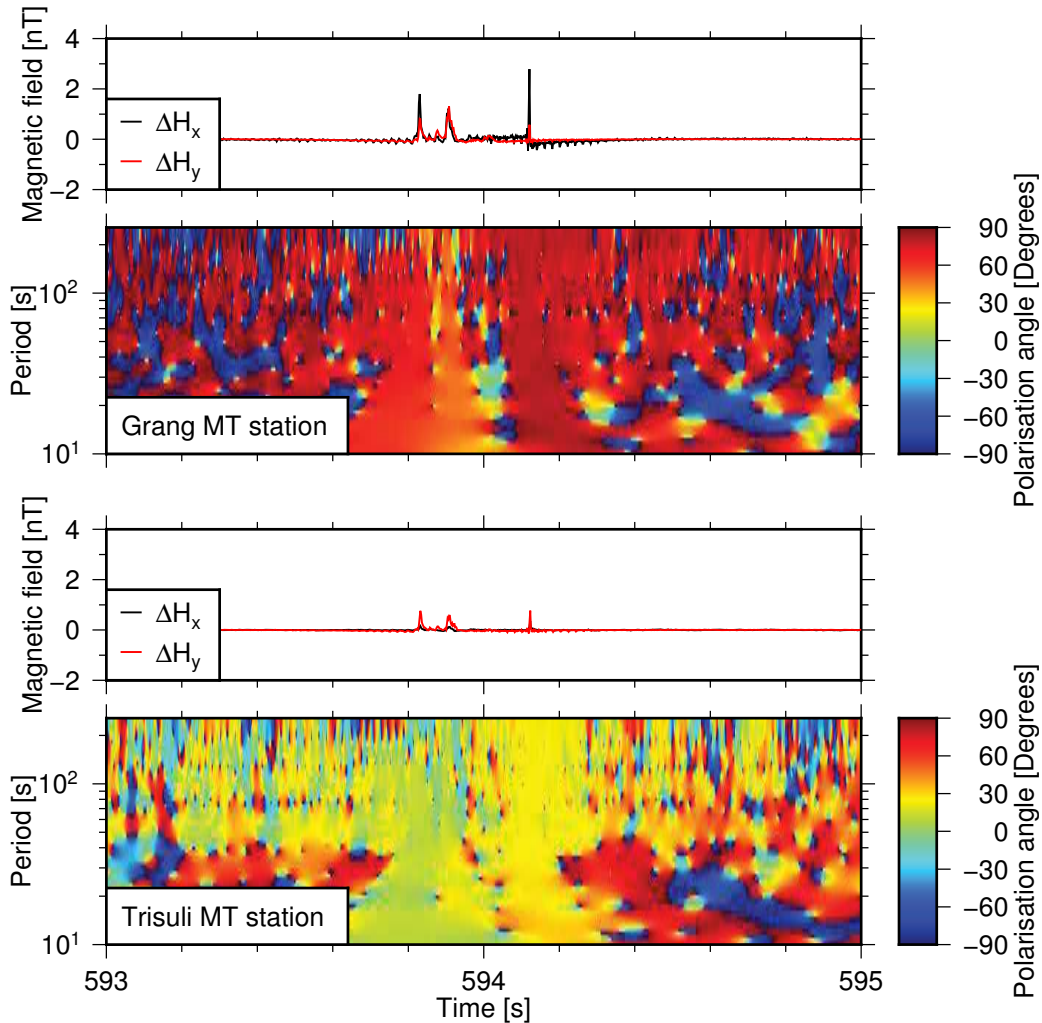 Magnetic field [nT]
4
2
0
−2
ΔHx
ΔHy
Period [s]
10²
10¹
Grang MT station
Polarisation angle [Degrees]
90
60
30
0
−30
−60
−90
Magnetic field [nT]
4
2
0
−2
ΔHx
ΔHy
Period [s]
10²
10¹
Trisuli MT station
Polarisation angle [Degrees]
90
60
30
0
−30
−60
−90
593
594
595
Time [s]